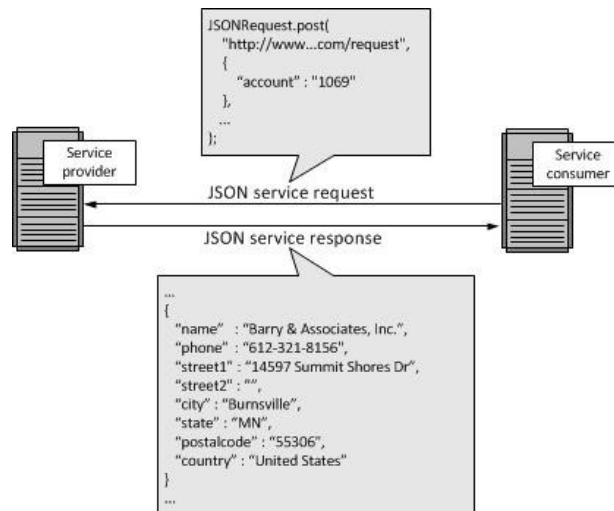 JSONRequest.post(
"http://www...com/request",
{
"account" : "1069"
},
...
);
Service
provider
Service
consumer
JSON service request
JSON service response
...
{
"name" : "Barry & Associates, Inc.",
"phone" : "612-321-8156",
"street1" : "14597 Summit Shores Dr",
"street2" : "",
"city" : "Burnsville",
"state" : "MN",
"postalcode" : "55306",
"country" : "United States"
}
...